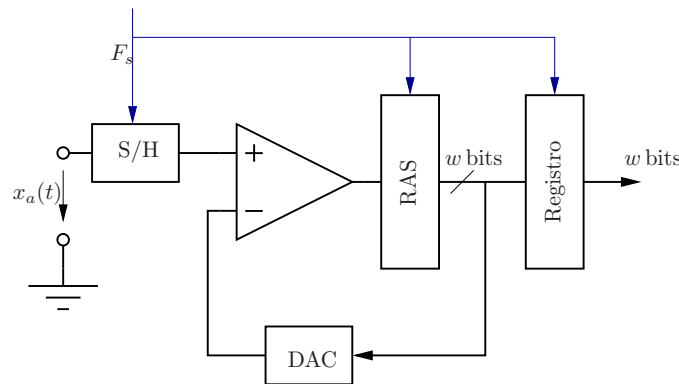 F_s
S/H
+
−
x_a(t)
RAS
w bits
Registro
w bits
DAC